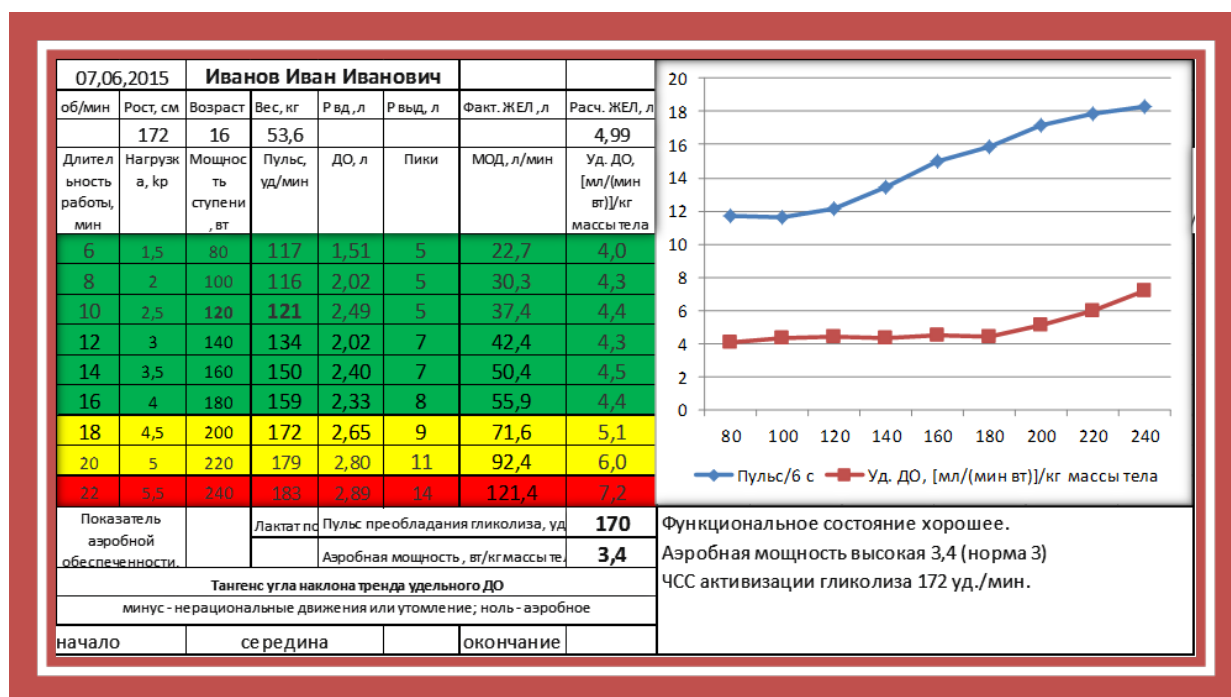 07,06,2015 Иванов Иван Иванович
об/мин Рост, см Возраст Вес, кг Р вд,л Р выд, л Факт. ЖЕЛ ,л Расч. ЖЕЛ, л
172 16 53,6 4,99
Длител Нагрузк Мощнос Пульс, ДО, л Пики МОД, л/мин Уд. ДО,
ьность а, kp ть уд/мин [мл/(мин
работы, ступени вт)]/кг
мин , вт массы тела
6 1,5 80 117 1,51 5 22,7 4,0
8 2 100 116 2,02 5 30,3 4,3
10 2,5 120 121 2,49 5 37,4 4,4
12 3 140 134 2,02 7 42,4 4,3
14 3,5 160 150 2,40 7 50,4 4,5
16 4 180 159 2,33 8 55,9 4,4
18 4,5 200 172 2,65 9 71,6 5,1
20 5 220 179 2,80 11 92,4 6,0
22 5,5 240 183 2,89 14 121,4 7,2
Показатель
аэробной
обеспеченности,
Лактат по Пульс преобладания гликолиза, уд 170
Аэробная мощность , вт/кг массы те 3,4
Тангенс угла наклона тренда удельного ДО
минус - нерациональные движения или утомление; ноль - аэробное
начало середина окончание
20
18
16
14
12
10
8
6
4
2
0
80 100 120 140 160 180 200 220 240
Пульс/6 с Уд. ДО, [мл/(мин вт)]/кг массы тела
Функциональное состояние хорошее.
Аэробная мощность высокая 3,4 (норма 3)
ЧСС активизации гликолиза 172 уд./мин.